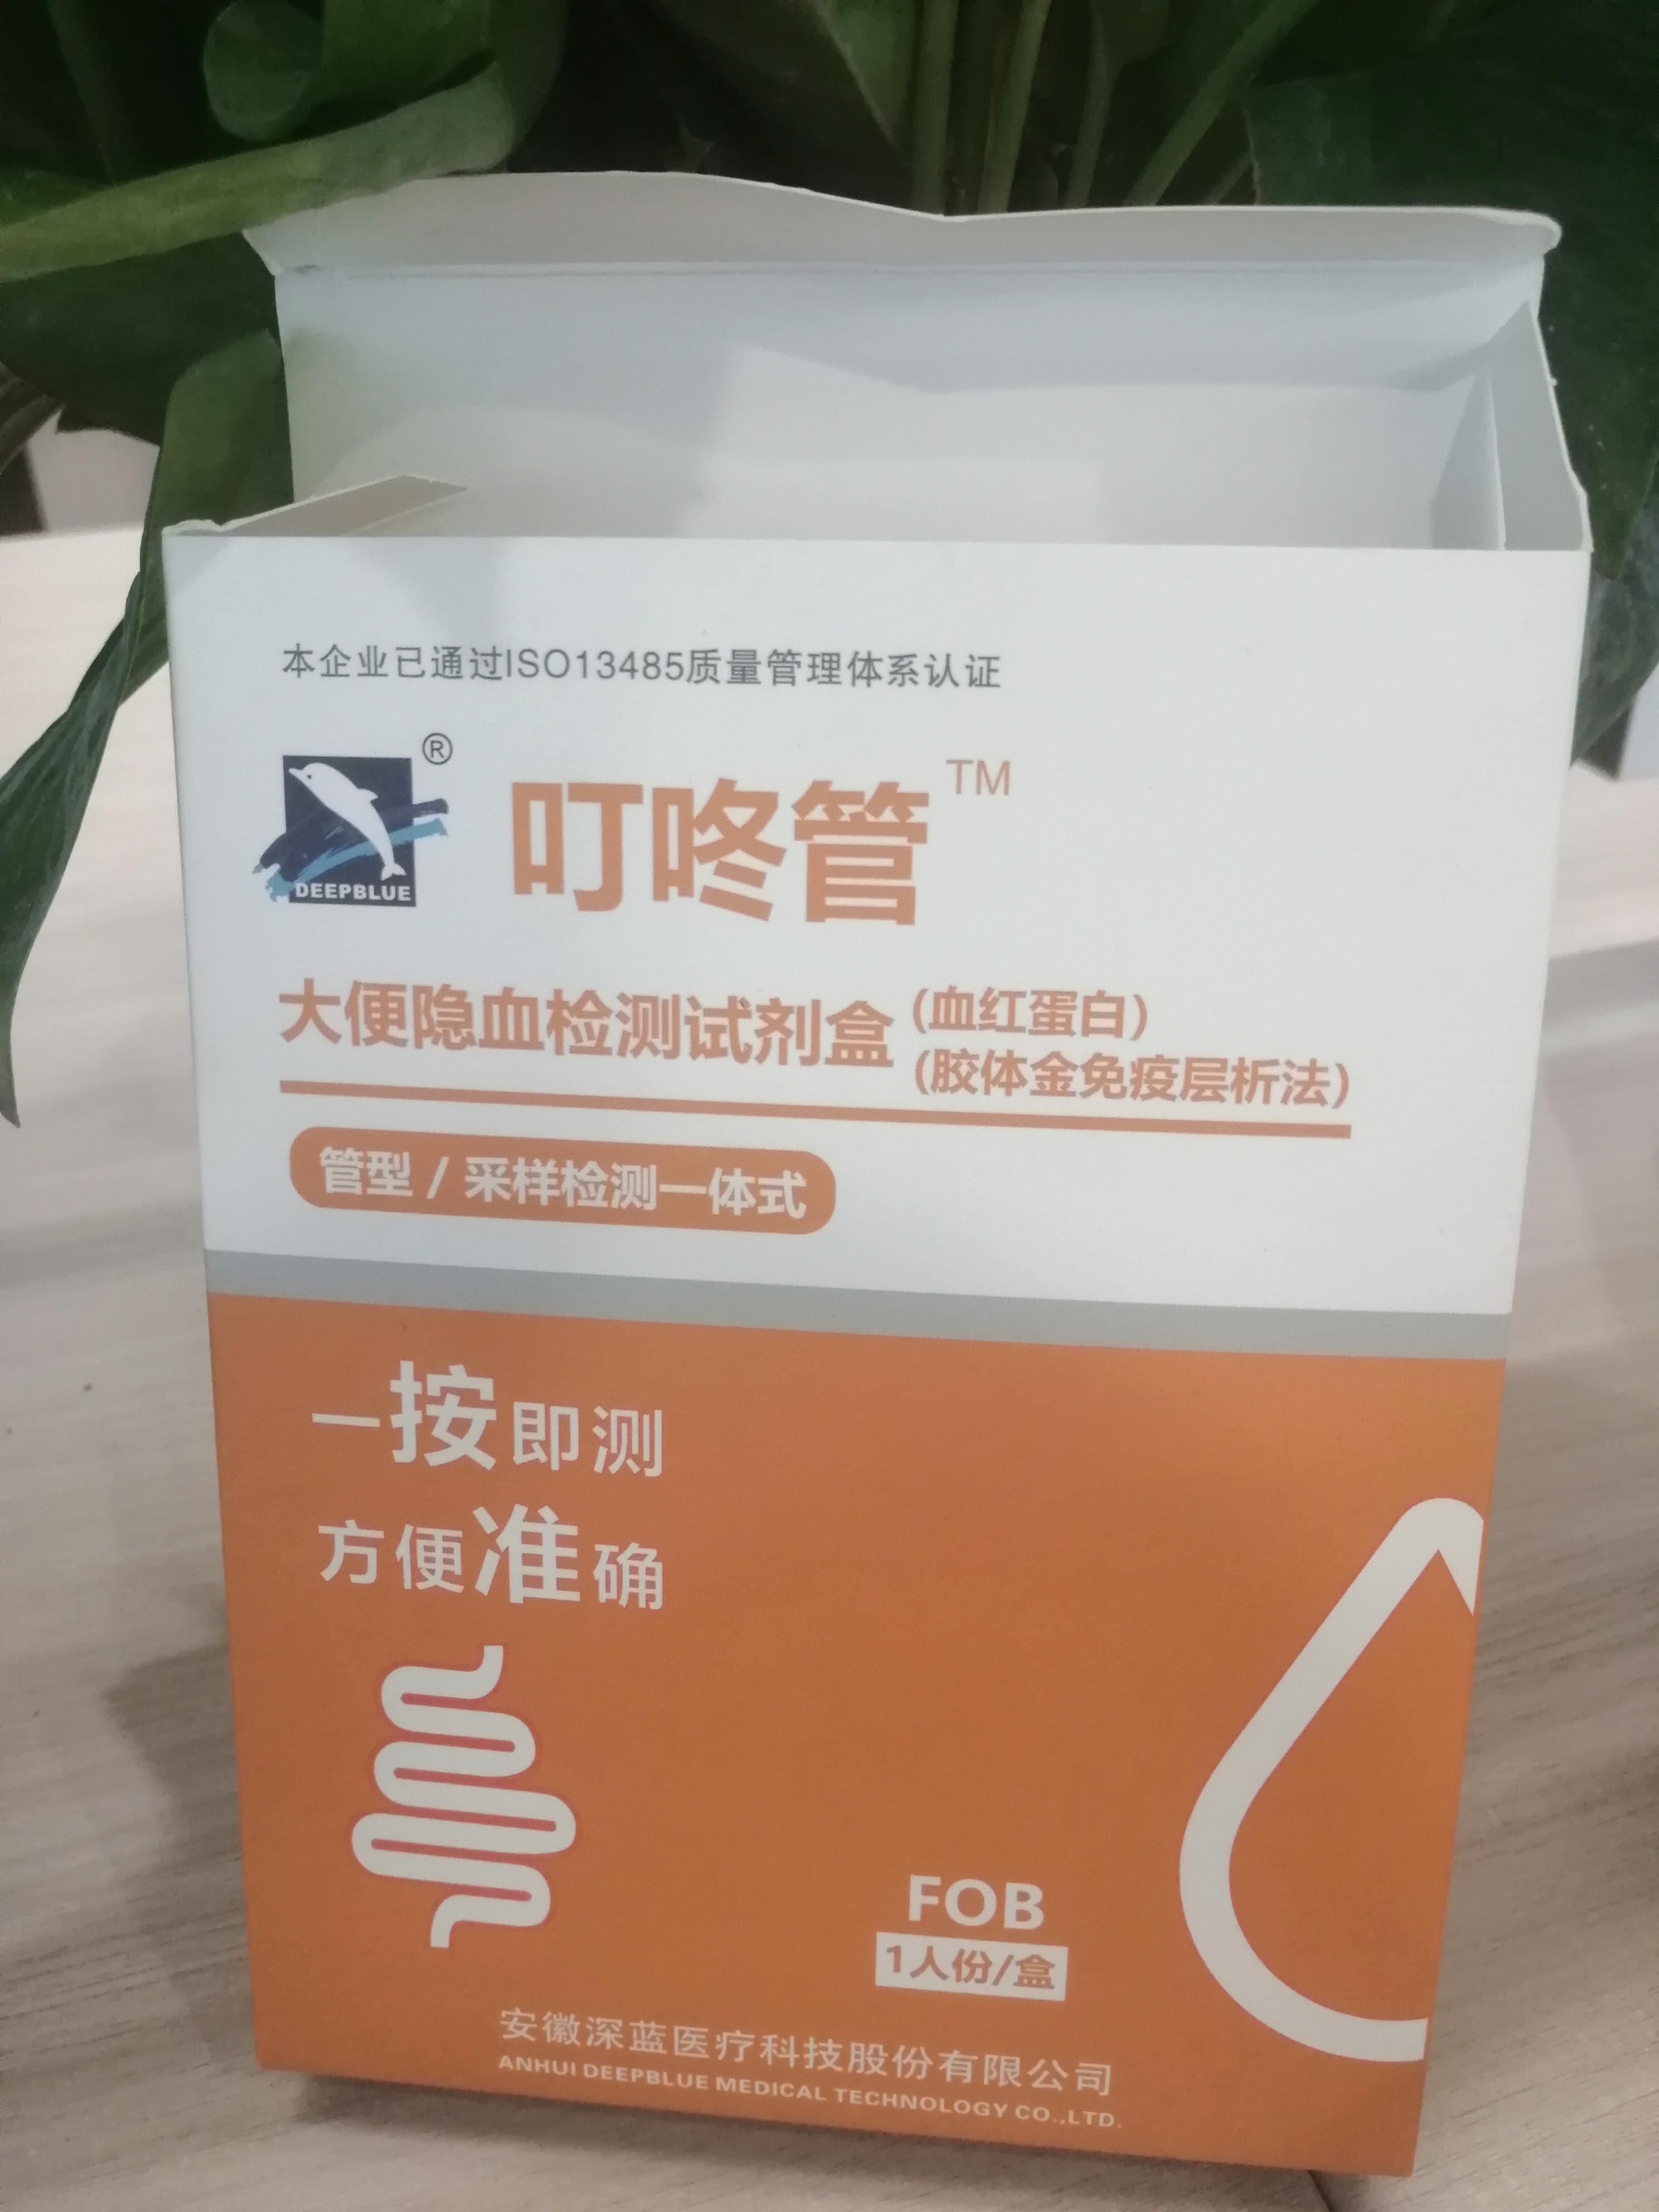 本企业已通过ISO13485质量管理体系认证
®
DEEPBLUE
叮咚管TM
大便隐血检测试剂盒(血红蛋白)
(胶体金免疫层析法)
管型/采样检测一体式
一按即测
方便准确
FOB
1人份/盒
安徽深蓝医疗科技股份有限公司
ANHUI DEEPBLUE MEDICAL TECHNOLOGY CO.,LTD.